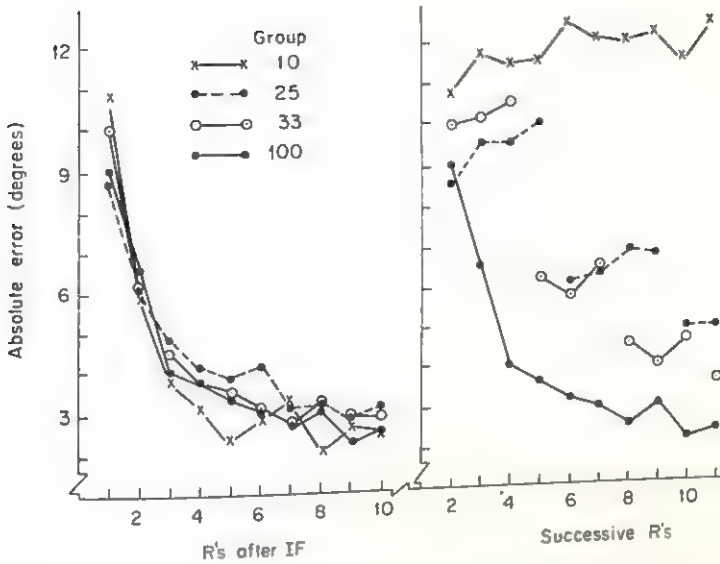 Group
x—x 10
●---● 25
○—○ 33
●—● 100
Absolute error (degrees)
12
9
6
3
2 4 6 8 10
R's after IF
2 4 6 8 10
Successive R's